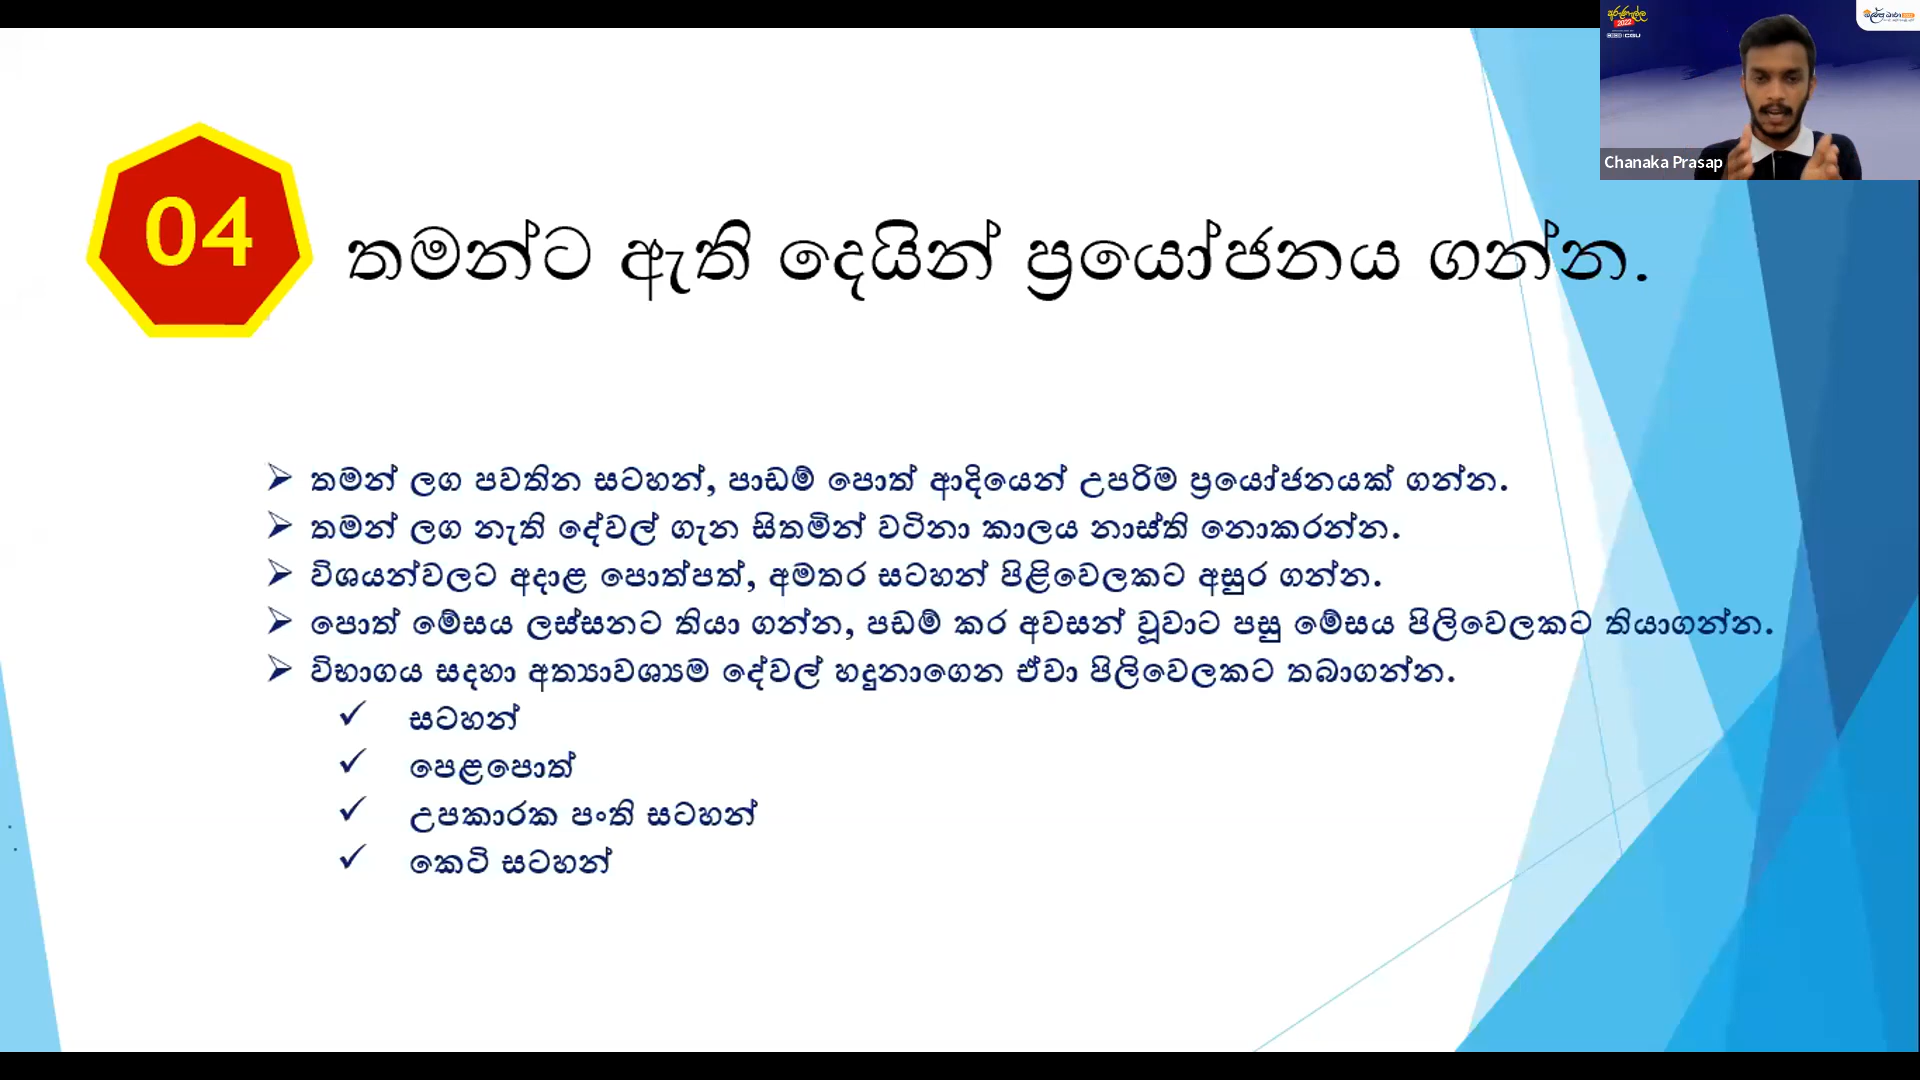 04
තමන්ට ඇති දෙයින් ප්‍රයෝජනය ගන්න.
තමන් ලග පවතින සටහන්, පාඩම් පොත් ආදියෙන් උපරිම ප්‍රයෝජනයක් ගන්න.
තමන් ලග නැති දේවල් ගැන සිතමින් වටිනා කාලය නාස්ති නොකරන්න.
විශයන්වලට අදාළ පොත්පත්, අමතර සටහන් පිළිවෙලකට අසුර ගන්න.
පොත් මේසය ලස්සනට තියා ගන්න, පඩම් කර අවසන් වූවාට පසු මේසය පිලිවෙලකට තියාගන්න.
විභාගය සදහා අත්‍යාවශ්‍යම දේවල් හදුනාගෙන ඒවා පිලිවෙලකට තබාගන්න.
සටහන්
පෙළපොත්
උපකාරක පංති සටහන්
කෙටි සටහන්
Chanaka Prasap
2022